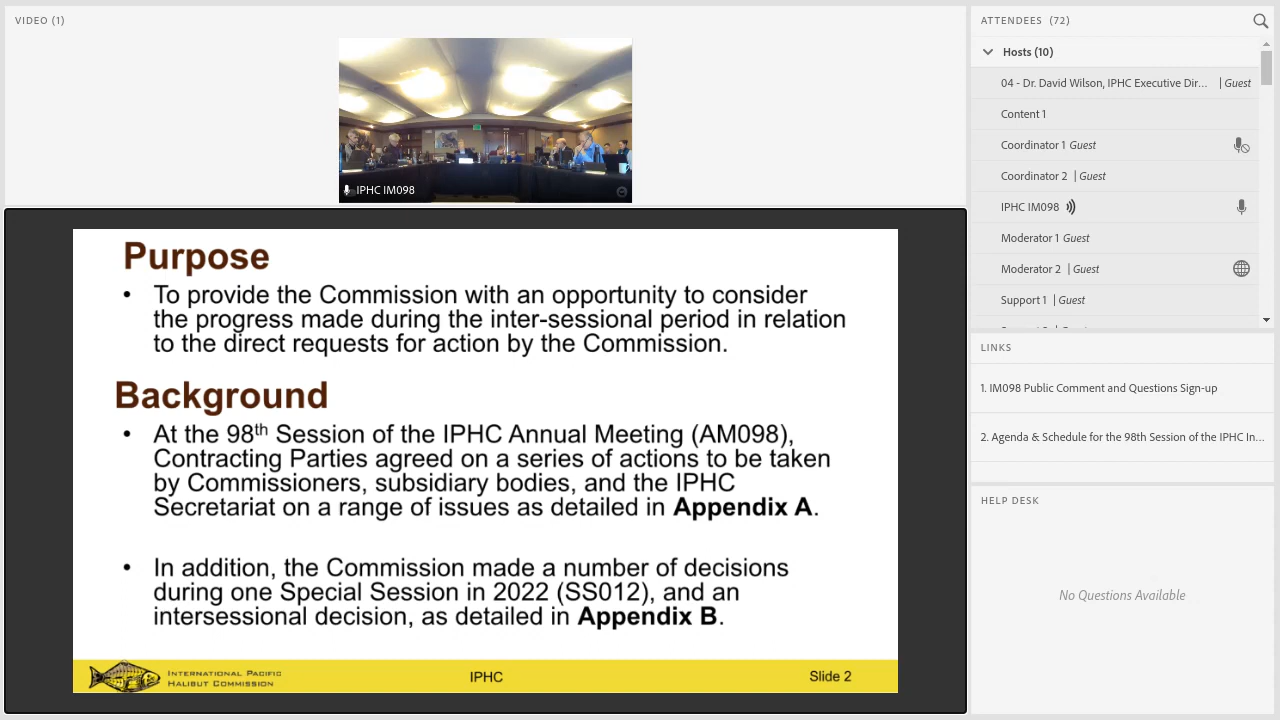 VIDEO (1)
IPHC IM098
Purpose
• To provide the Commission with an opportunity to consider
the progress made during the inter-sessional period in relation
to the direct requests for action by the Commission.
Background
• At the 98th Session of the IPHC Annual Meeting (AM098),
Contracting Parties agreed on a series of actions to be taken
by Commissioners, subsidiary bodies, and the IPHC
Secretariat on a range of issues as detailed in Appendix A.
• In addition, the Commission made a number of decisions
during one Special Session in 2022 (SS012), and an
intersessional decision, as detailed in Appendix B.
INTERNATIONAL PACIFIC
HALIBUT COMMISSION
IPHC
Slide 2
ATTENDEES (72)
Hosts (10)
04 - Dr. David Wilson, IPHC Executive Dir... | Guest
Content 1
Coordinator 1 Guest
Coordinator 2 | Guest
IPHC IM098
Moderator 1 Guest
Moderator 2 | Guest
Support 1 | Guest
LINKS
1. IM098 Public Comment and Questions Sign-up
2. Agenda & Schedule for the 98th Session of the IPHC In...
HELP DESK
No Questions Available